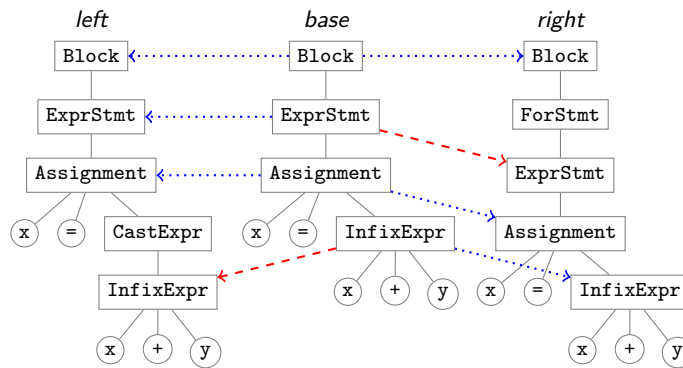 left base right
Block Block Block
ExprStmt ExprStmt ForStmt
Assignment Assignment ExprStmt
x = CastExpr x = InfixExpr Assignment
InfixExpr x + y x = InfixExpr
x + y x + y